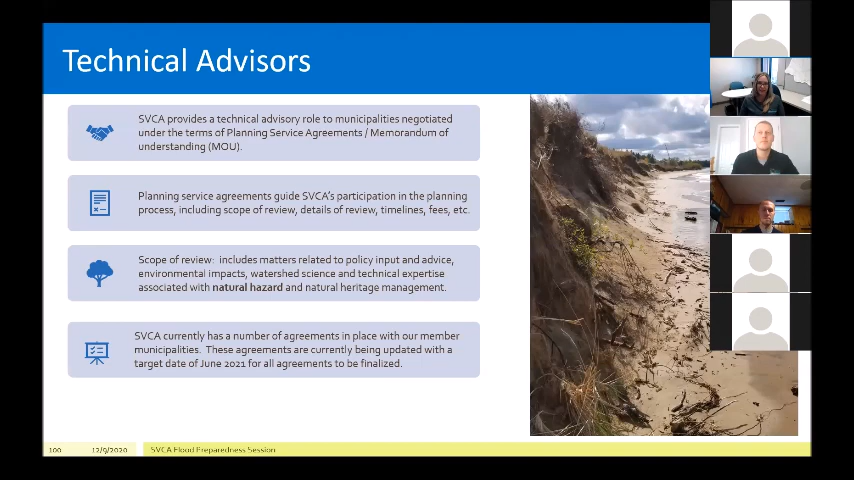 Technical Advisors
SVCA provides a technical advisory role to municipalities negotiated
under the terms of Planning Service Agreements / Memorandum of
understanding (MOU).
Planning service agreements guide SVCA's participation in the planning
process, including scope of review, details of review, timelines, fees, etc.
Scope of review:  includes matters related to policy input and advice,
environmental impacts, watershed science and technical expertise
associated with natural hazard and natural heritage management.
SVCA currently has a number of agreements in place with our member
municipalities.  These agreements are currently being updated with a
target date of June 2021 for all agreements to be finalized.
100 12/9/2020 SVCA Flood Preparedness Session